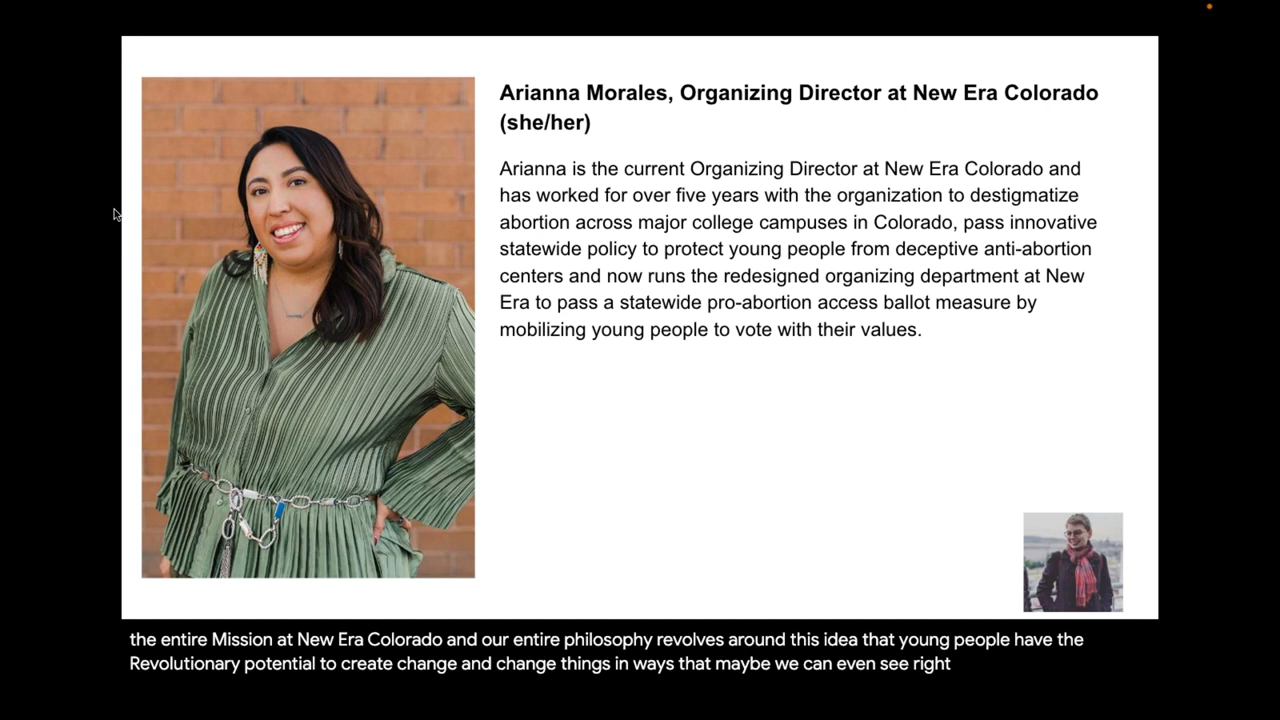 Arianna Morales, Organizing Director at New Era Colorado
(she/her)
Arianna is the current Organizing Director at New Era Colorado and
has worked for over five years with the organization to destigmatize
abortion across major college campuses in Colorado, pass innovative
statewide policy to protect young people from deceptive anti-abortion
centers and now runs the redesigned organizing department at New
Era to pass a statewide pro-abortion access ballot measure by
mobilizing young people to vote with their values.
the entire Mission at New Era Colorado and our entire philosophy revolves around this idea that young people have the
Revolutionary potential to create change and change things in ways that maybe we can even see right